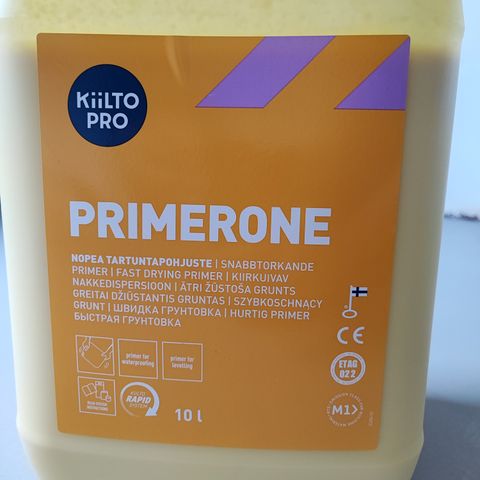 KiiLTO
PRO
PRIMERONE
NOPEA TARTUNTAPOHJUSTE | SNABBTORKANDE
PRIMER | FAST DRYING PRIMER | KIIRKUIVAV
NAKKEDISPERSIOON | ĀTRI ŽŪSTOŠA GRUNTS
GREITAI DŽIŪSTANTIS GRUNTAS | SZYBKOSCHNĄCY
GRUNT | ШВИДКА ГРУНТОВКА | HURTIG PRIMER
БЫСТРАЯ ГРУНТОВКА
primer for
waterproofing
primer for
levelling
KIILTO
RAPID
SYSTEM
10 l
CE
ETAG
022
M1